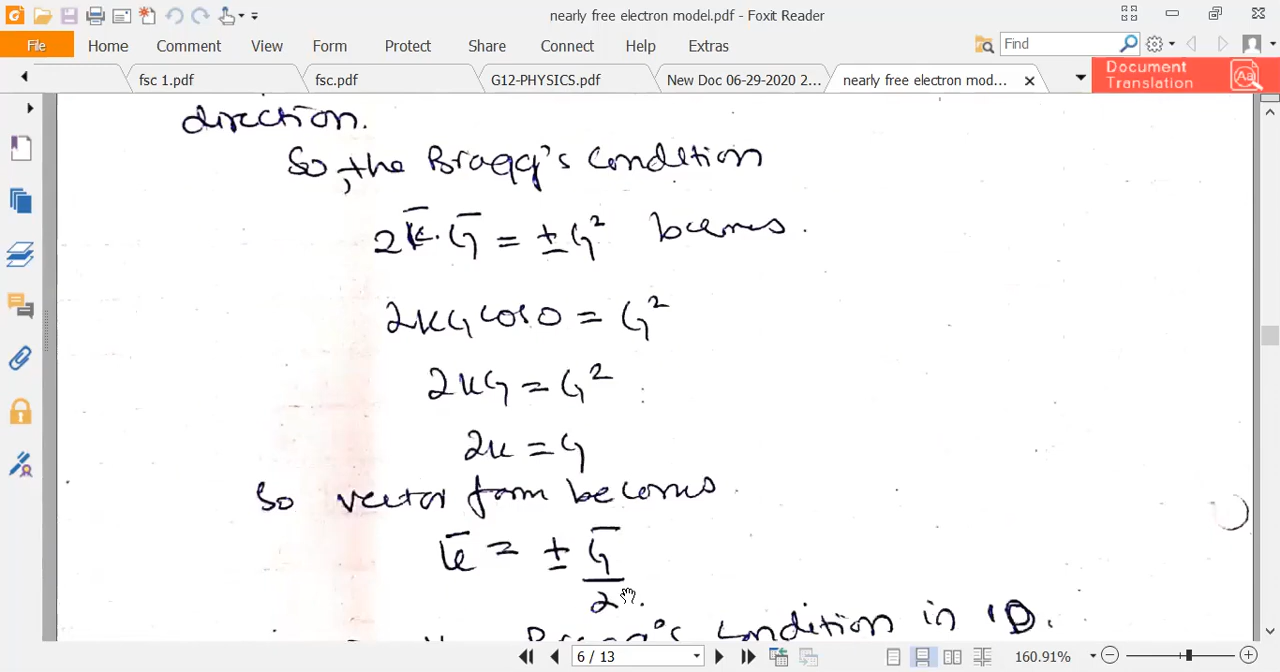 nearly free electron model.pdf - Foxit Reader
File Home Comment View Form Protect Share Connect Help Extras Find
fsc 1.pdf fsc.pdf G12-PHYSICS.pdf New Doc 06-29-2020 2... nearly free electron mod... Document Translation
direction.
So, the Bragg's Condition
2k̄·Ḡ = ±G² becomes.
2kG cos 0 = G²
2kG = G²
2k = G
So vector form becomes
k̄ = ± Ḡ/2.
Bragg's Condition in 1D.
6 / 13 160.91%